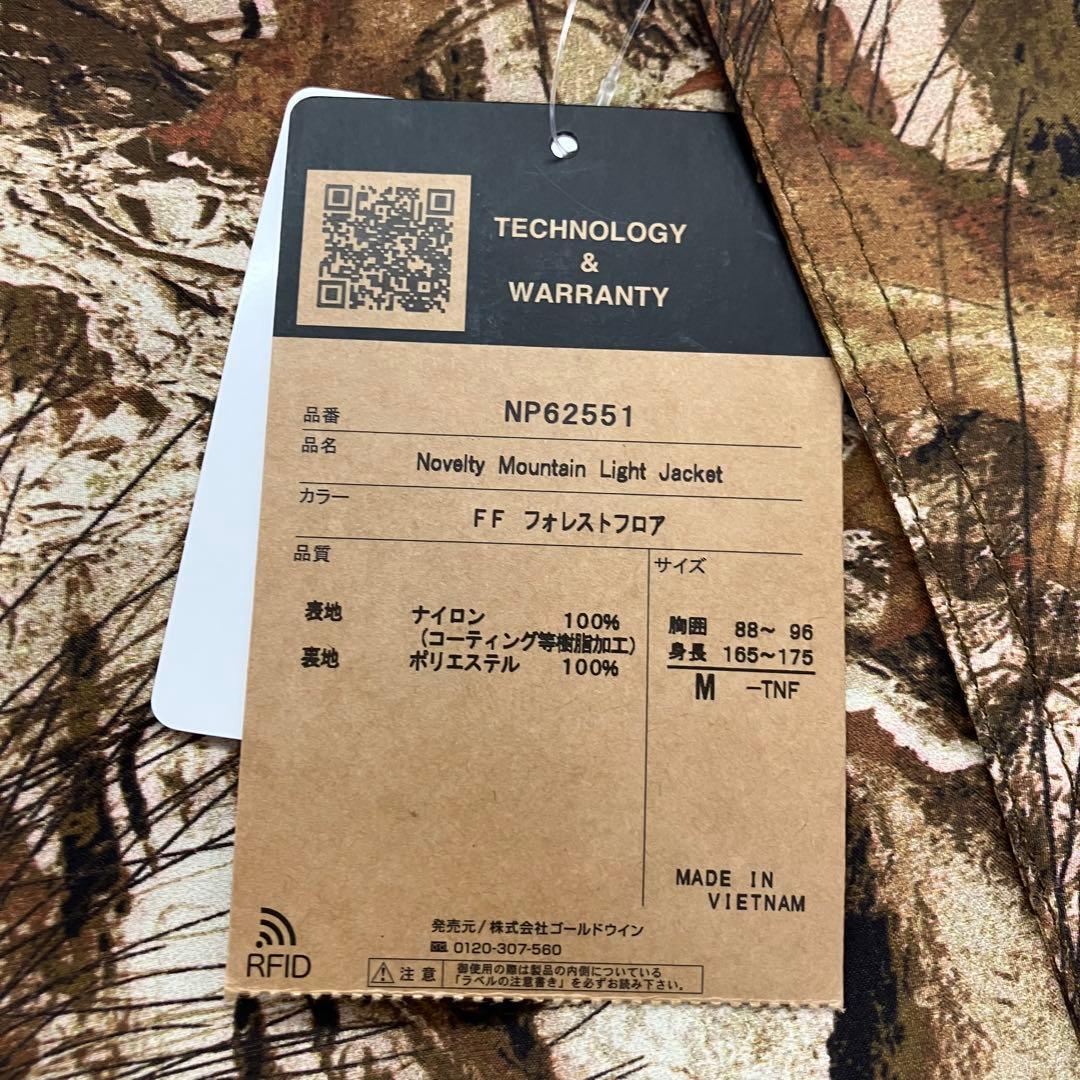 TECHNOLOGY
&
WARRANTY
品番 NP62551
品名 Novelty Mountain Light Jacket
カラー FF フォレストフロア
品質
表地 ナイロン 100%
(コーティング等樹脂加工)
裏地 ポリエステル 100%
サイズ
胸囲 88~ 96
身長 165~175
M -TNF
MADE IN
VIETNAM
発売元/株式会社ゴールドウイン
0120-307-560
RFID
注意 御使用の際は製品の内側についている
「ラベルの注意書き」を必ずお読み下さい。